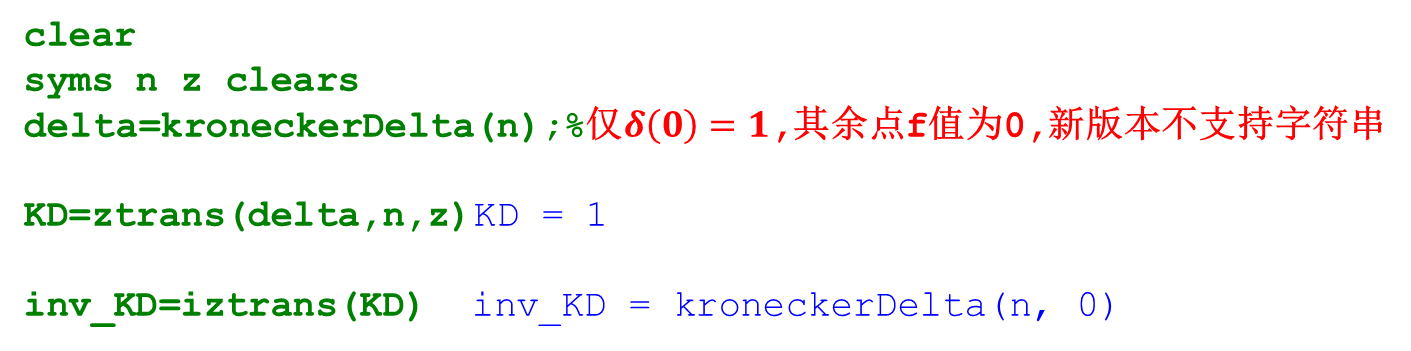 clear
syms n z clears
delta=kroneckerDelta(n);%仅δ(0) = 1,其余点f值为0,新版本不支持字符串
KD=ztrans(delta,n,z) KD = 1
inv_KD=iztrans(KD) inv_KD = kroneckerDelta(n, 0)